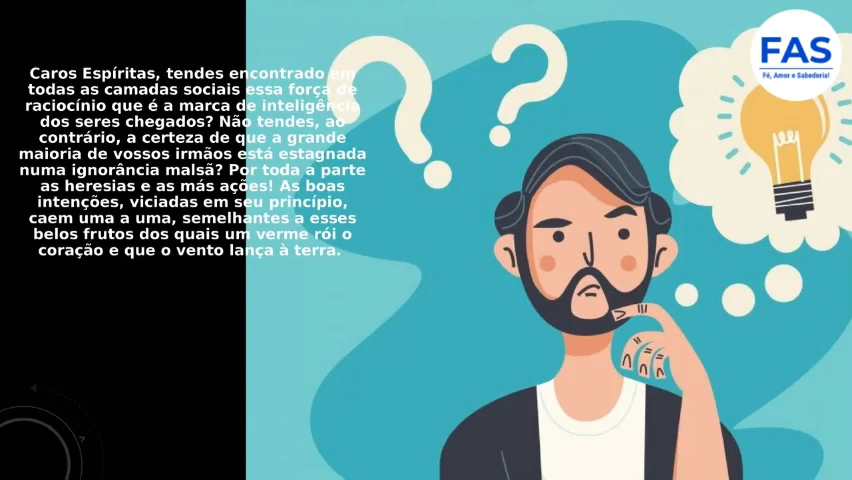 Caros Espíritas, tendes encontrado em
todas as camadas sociais essa força de
raciocínio que é a marca de inteligência
dos seres chegados? Não tendes, ao
contrário, a certeza de que a grande
maioria de vossos irmãos está estagnada
numa ignorância malsã? Por toda a parte
as heresias e as más ações! As boas
intenções, viciadas em seu princípio,
caem uma a uma, semelhantes a esses
belos frutos dos quais um verme rói o
coração e que o vento lança à terra.
FAS
Fé, Amor e Sabedoria!